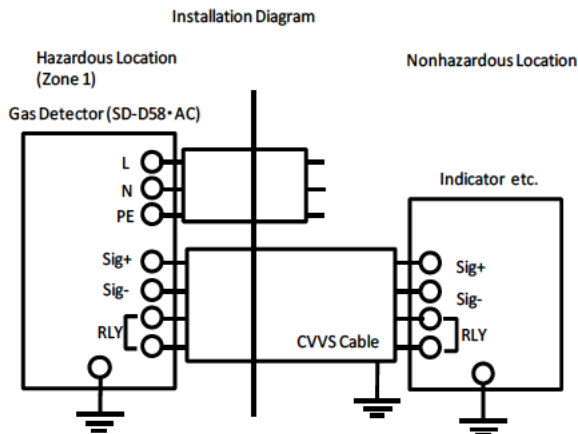 Installation Diagram
Hazardous Location
(Zone 1)
Nonhazardous Location
Gas Detector (SD-D58・AC)
L
N
PE
Indicator etc.
Sig+
Sig-
RLY
CVVS Cable
Sig+
Sig-
RLY